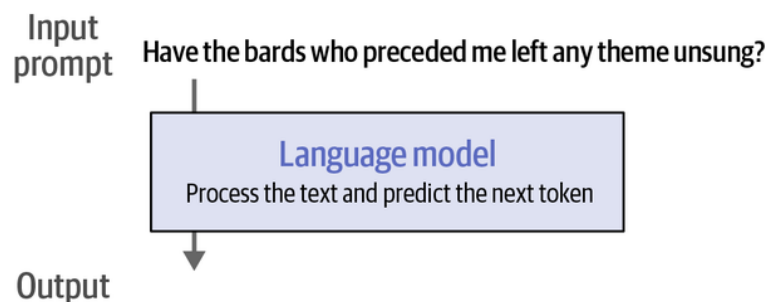 Input
prompt
Have the bards who preceded me left any theme unsung?
Language model
Process the text and predict the next token
Output